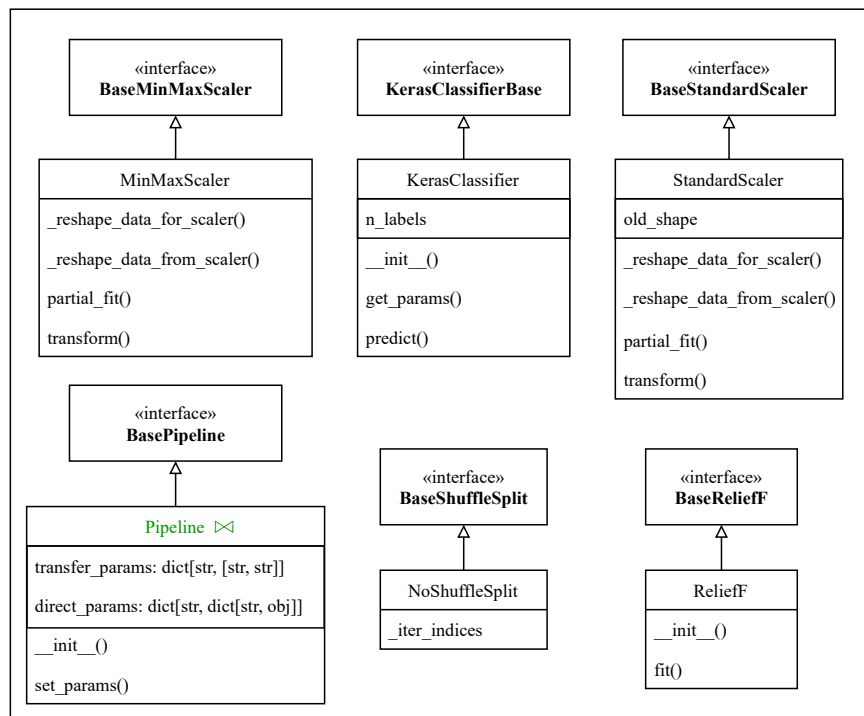 «interface»
BaseMinMaxScaler
MinMaxScaler
_reshape_data_for_scaler()
_reshape_data_from_scaler()
partial_fit()
transform()
«interface»
KerasClassifierBase
KerasClassifier
n_labels
__init__()
get_params()
predict()
«interface»
BaseStandardScaler
StandardScaler
old_shape
_reshape_data_for_scaler()
_reshape_data_from_scaler()
partial_fit()
transform()
«interface»
BasePipeline
Pipeline ⋈
transfer_params: dict[str, [str, str]]
direct_params: dict[str, dict[str, obj]]
__init__()
set_params()
«interface»
BaseShuffleSplit
NoShuffleSplit
_iter_indices
«interface»
BaseReliefF
ReliefF
__init__()
fit()